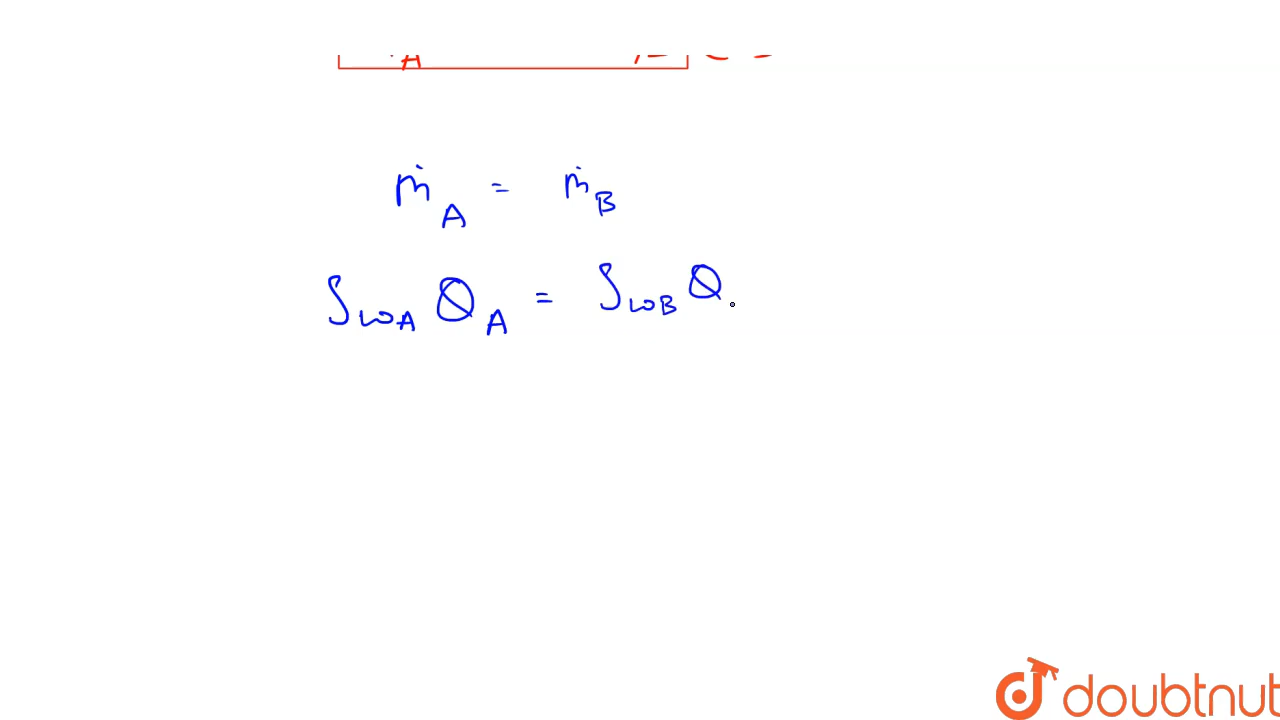 A
ṁ_A = ṁ_B
ρ_wA Q_A = ρ_wB Q
doubtnut